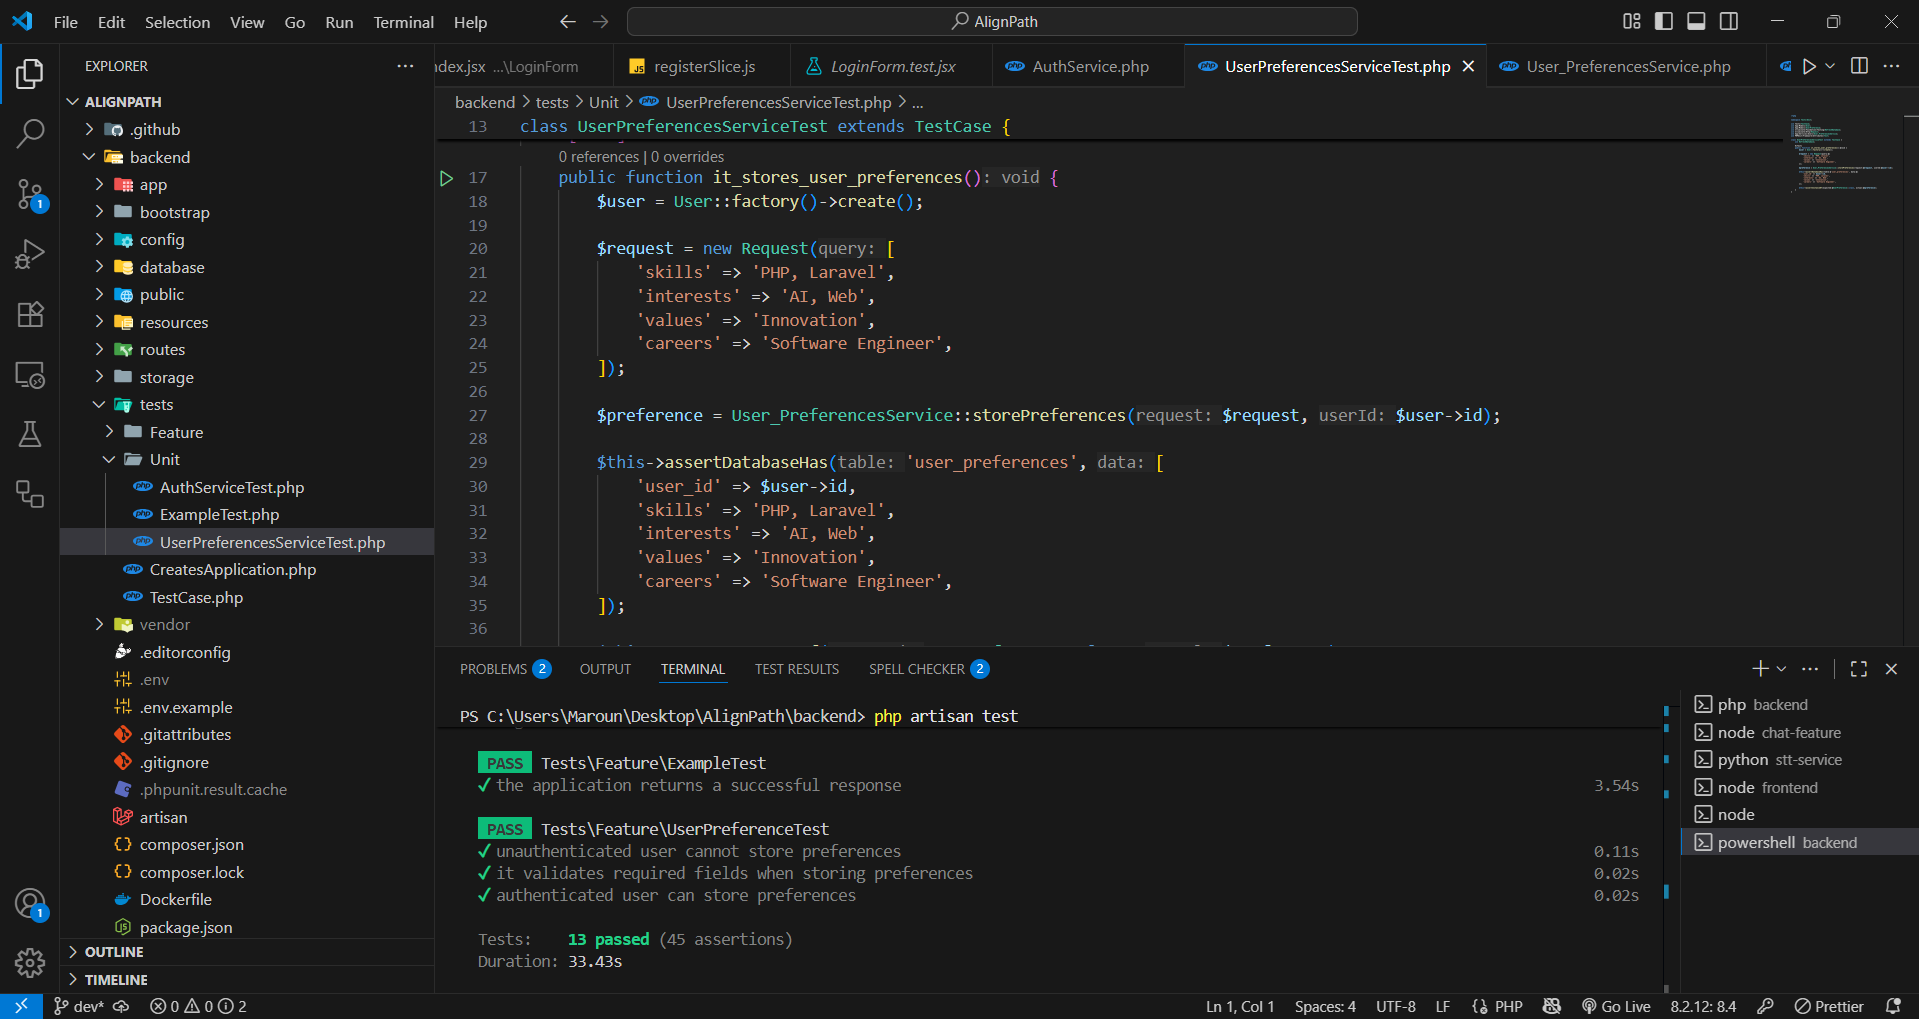 File Edit Selection View Go Run Terminal Help
AlignPath
EXPLORER
ALIGNPATH
.github
backend
app
bootstrap
config
database
public
resources
routes
storage
tests
Feature
Unit
AuthServiceTest.php
ExampleTest.php
UserPreferencesServiceTest.php
CreatesApplication.php
TestCase.php
vendor
.editorconfig
.env
.env.example
.gitattributes
.gitignore
.phpunit.result.cache
artisan
composer.json
composer.lock
Dockerfile
package.json
OUTLINE
TIMELINE
1
1
ndex.jsx ...\LoginForm registerSlice.js LoginForm.test.jsx AuthService.php UserPreferencesServiceTest.php User_PreferencesService.php
backend > tests > Unit > UserPreferencesServiceTest.php > ...
13 class UserPreferencesServiceTest extends TestCase {
0 references | 0 overrides
17 public function it_stores_user_preferences(): void {
18 $user = User::factory()->create();
19
20 $request = new Request(query: [
21 'skills' => 'PHP, Laravel',
22 'interests' => 'AI, Web',
23 'values' => 'Innovation',
24 'careers' => 'Software Engineer',
25 ]);
26
27 $preference = User_PreferencesService::storePreferences(request: $request, userId: $user->id);
28
29 $this->assertDatabaseHas(table: 'user_preferences', data: [
30 'user_id' => $user->id,
31 'skills' => 'PHP, Laravel',
32 'interests' => 'AI, Web',
33 'values' => 'Innovation',
34 'careers' => 'Software Engineer',
35 ]);
36
PROBLEMS 2 OUTPUT TERMINAL TEST RESULTS SPELL CHECKER 2
PS C:\Users\Maroun\Desktop\AlignPath\backend> php artisan test
PASS Tests\Feature\ExampleTest
✓ the application returns a successful response 3.54s
PASS Tests\Feature\UserPreferenceTest
✓ unauthenticated user cannot store preferences 0.11s
✓ it validates required fields when storing preferences 0.02s
✓ authenticated user can store preferences 0.02s
Tests: 13 passed (45 assertions)
Duration: 33.43s
php backend
node chat-feature
python stt-service
node frontend
node
powershell backend
dev* 0 0 2 Ln 1, Col 1 Spaces: 4 UTF-8 LF PHP Go Live 8.2.12: 8.4 Prettier